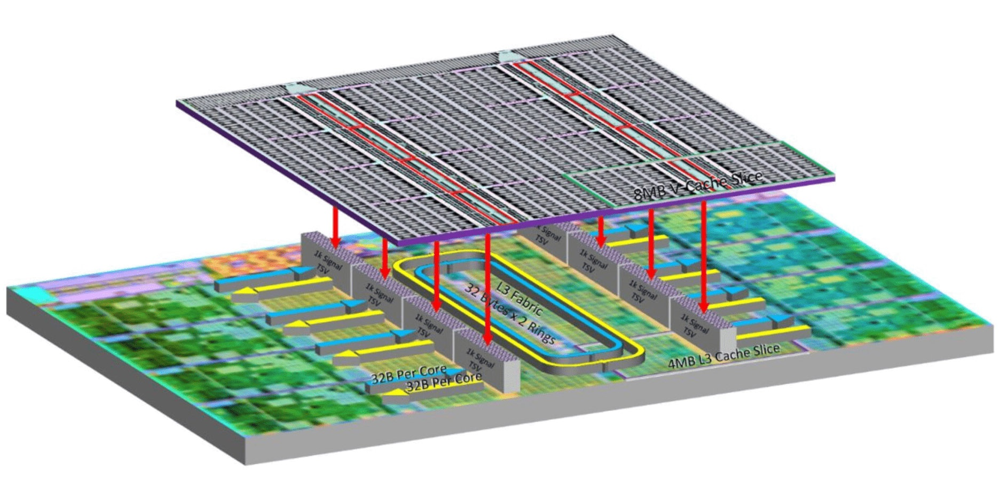 8MB V-Cache Slice
k Signal
TSV
1k Signal
TSV
1k Signal
TSV
1k Signal
TSV
1k Signal
TSV
1k Signal
TSV
1k Signal
TSV
1k Signal
TSV
L3 Fabric
32 Bytes x 2 Rings
4MB L3 Cache Slice
32B Per Core
32B Per Core